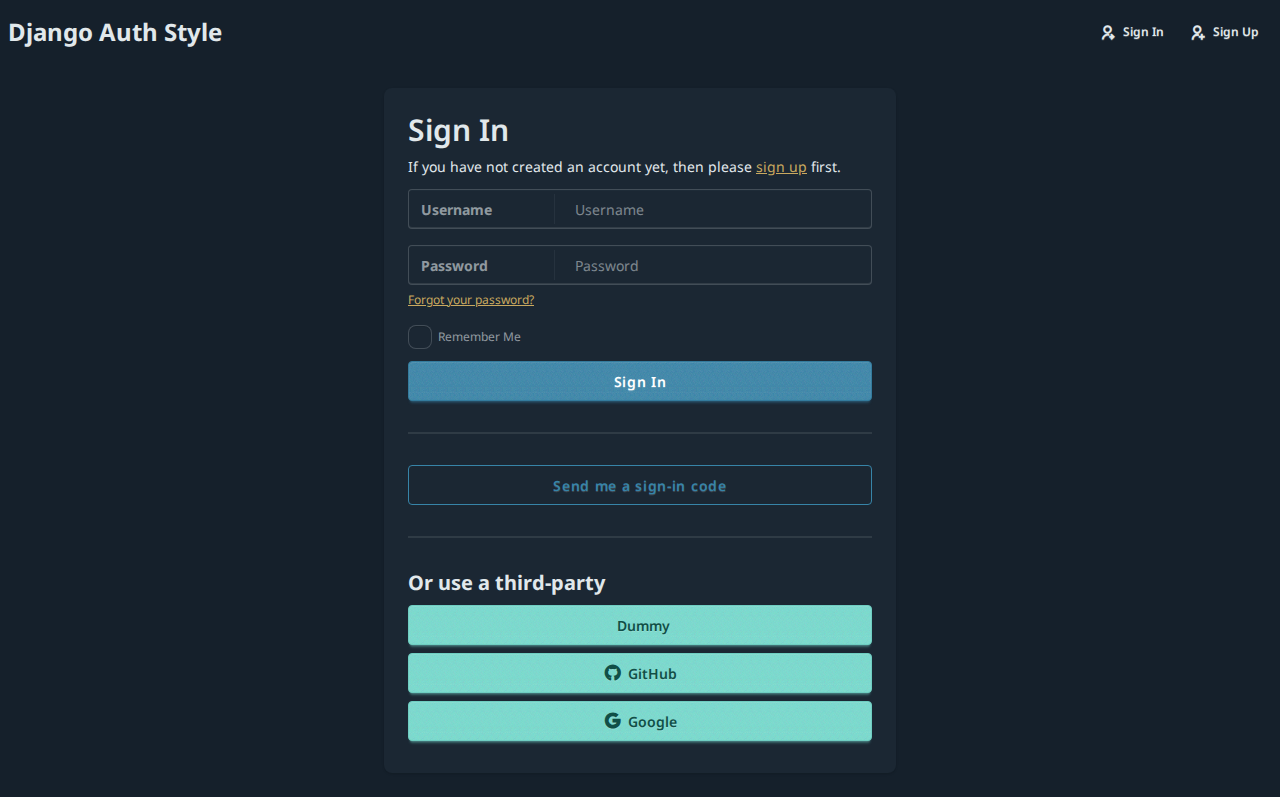 Django Auth Style
Sign In
Sign Up
Sign In
If you have not created an account yet, then please sign up first.
Username
Username
Password
Password
Forgot your password?
Remember Me
Sign In
Send me a sign-in code
Or use a third-party
Dummy
GitHub
Google